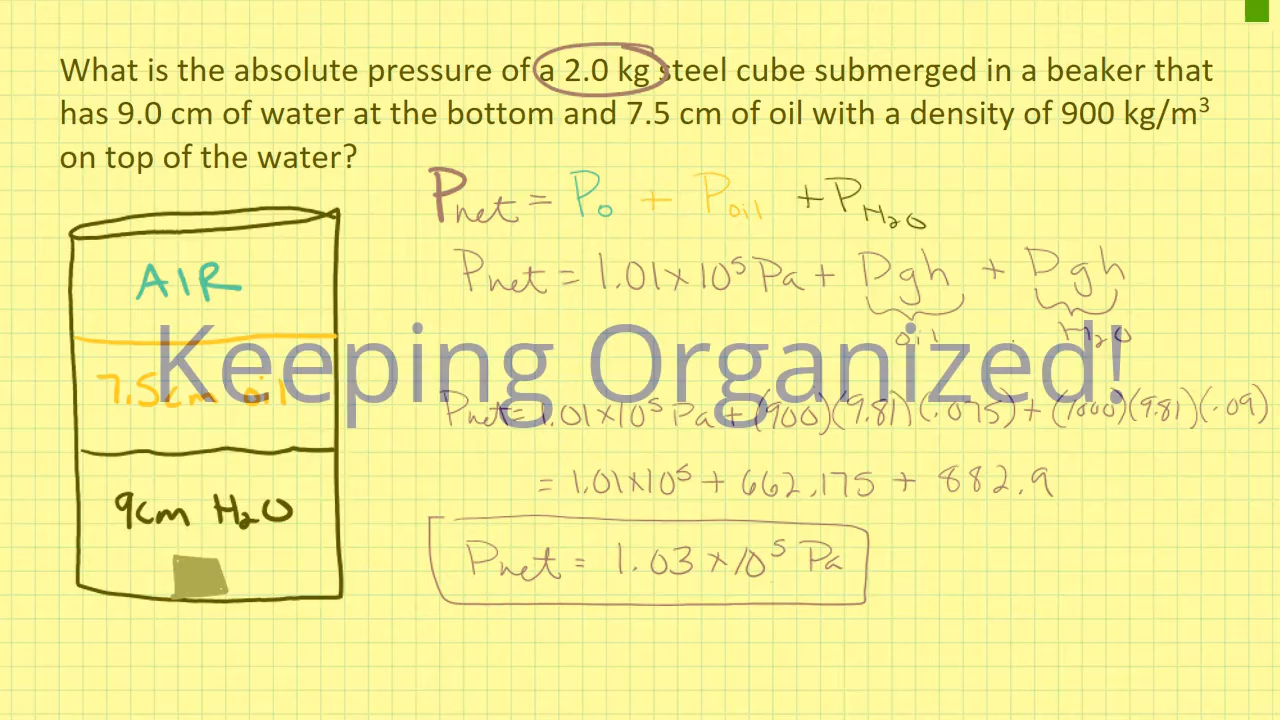 What is the absolute pressure of a 2.0 kg steel cube submerged in a beaker that
has 9.0 cm of water at the bottom and 7.5 cm of oil with a density of 900 kg/m³
on top of the water?
Pnet = P₀ + Poil + PH₂O
AIR
Pnet = 1.01×10⁵ Pa + Dgh + Dgh
oil H₂O
Keeping Organized!
7.5cm oil
Pnet = 1.01×10⁵ Pa + (900)(9.81)(.075) + (1000)(9.81)(.09)
= 1.01×10⁵ + 662.175 + 882.9
9cm H₂O
Pnet = 1.03×10⁵ Pa